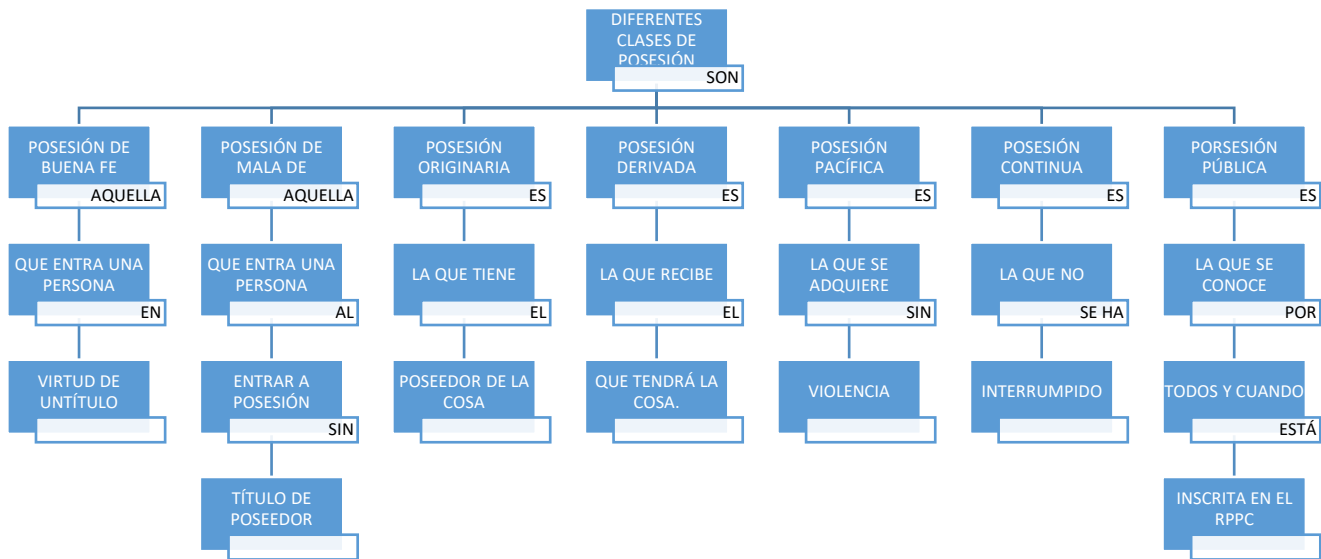 DIFERENTES
CLASES DE
POSESIÓN
SON
POSESIÓN DE
BUENA FE
AQUELLA
QUE ENTRA UNA
PERSONA
EN
VIRTUD DE
UNTÍTULO
POSESIÓN DE
MALA DE
AQUELLA
QUE ENTRA UNA
PERSONA
AL
ENTRAR A
POSESIÓN
SIN
TÍTULO DE
POSEEDOR
POSESIÓN
ORIGINARIA
ES
LA QUE TIENE
EL
POSEEDOR DE LA
COSA
POSESIÓN
DERIVADA
ES
LA QUE RECIBE
EL
QUE TENDRÁ LA
COSA.
POSESIÓN
PACÍFICA
ES
LA QUE SE
ADQUIERE
SIN
VIOLENCIA
POSESIÓN
CONTINUA
ES
LA QUE NO
SE HA
INTERRUMPIDO
PORSESIÓN
PÚBLICA
ES
LA QUE SE
CONOCE
POR
TODOS Y CUANDO
ESTÁ
INSCRITA EN EL
RPPC